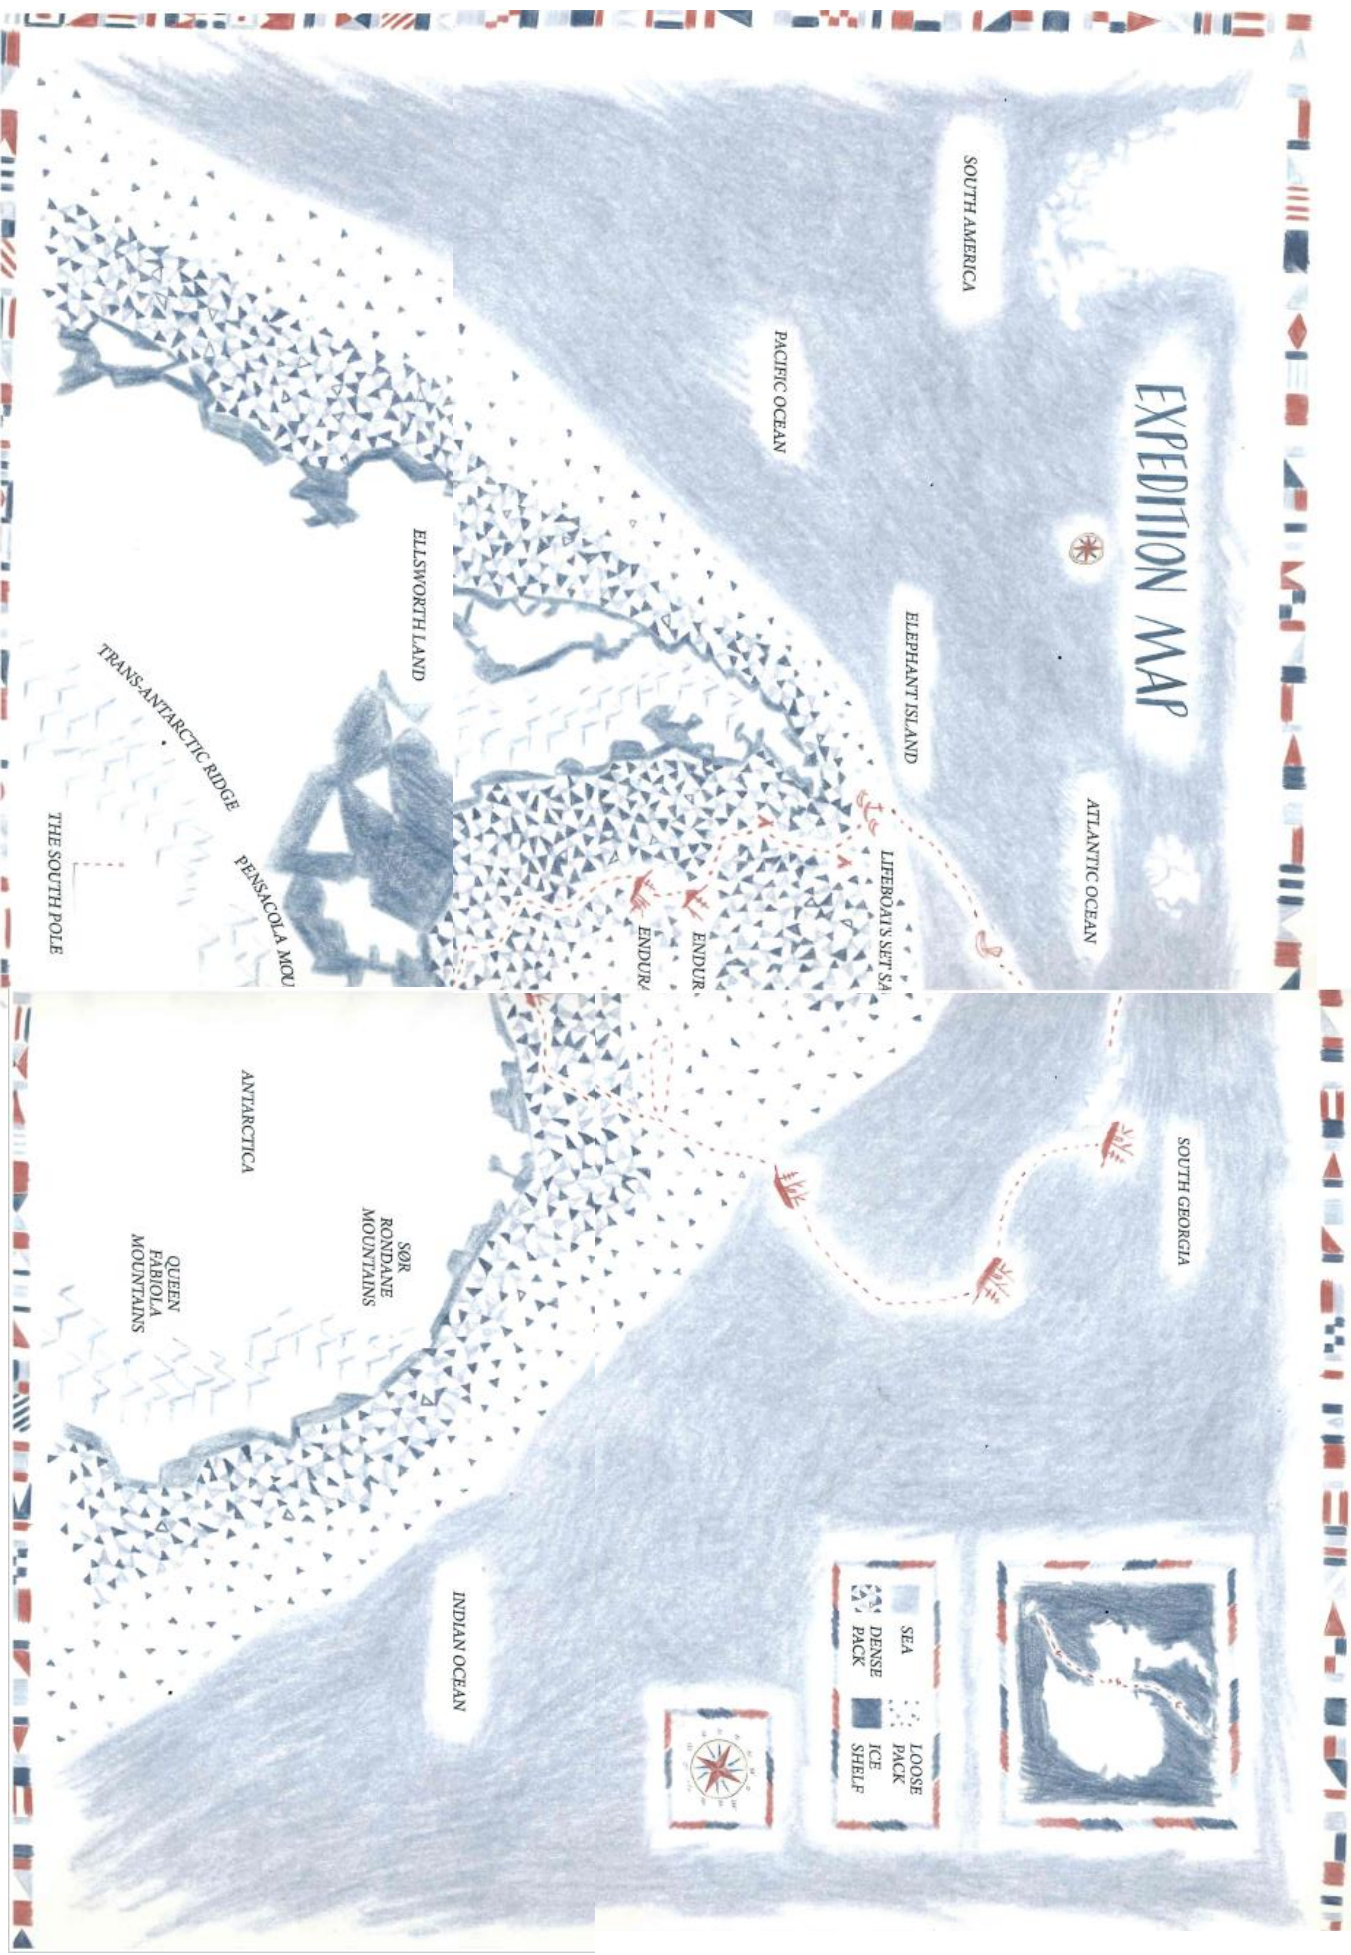 EXPEDITION MAP
SOUTH AMERICA
PACIFIC OCEAN
ELEPHANT ISLAND
ATLANTIC OCEAN
LIFEBOATS SET SA
ENDUR
ENDURA
ELLSWORTH LAND
TRANS-ANTARCTIC RIDGE
PENSACOLA MOU
THE SOUTH POLE
SOUTH GEORGIA
ANTARCTICA
SØR
RONDANE
MOUNTAINS
QUEEN
FABIOLA
MOUNTAINS
INDIAN OCEAN
SEA
LOOSE
PACK
DENSE
PACK
ICE
SHELF